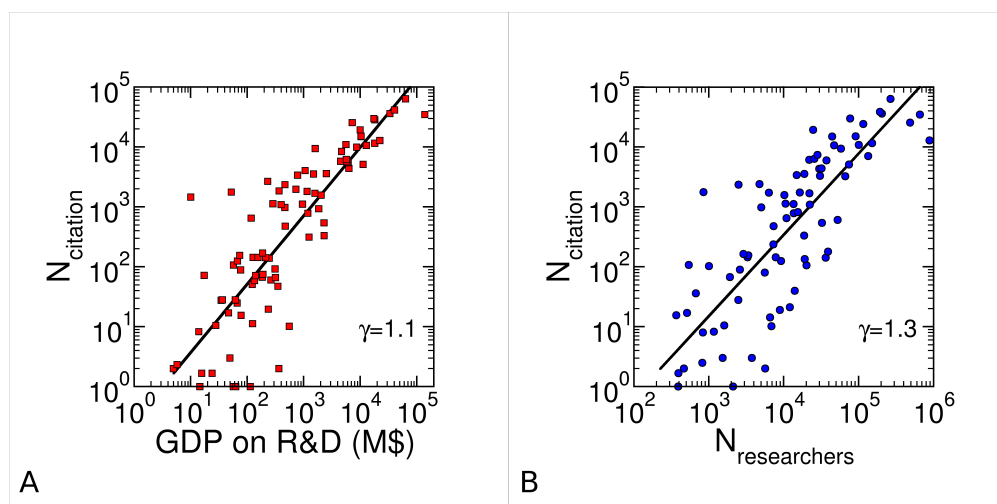 N_citation
10^5
10^4
10^3
10^2
10^1
10^0
γ=1.1
10^0 10^1 10^2 10^3 10^4 10^5
GDP on R&D (M$)
A
N_citation
10^5
10^4
10^3
10^2
10^1
10^0
γ=1.3
10^2 10^3 10^4 10^5 10^6
N_researchers
B